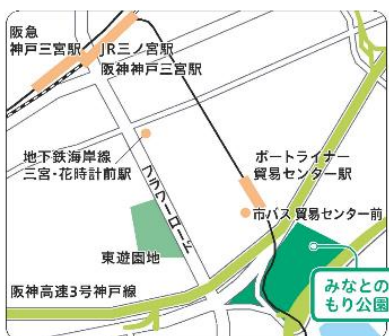 阪急
神戸三宮駅
JR三ノ宮駅
阪神神戸三宮駅
地下鉄海岸線
三宮・花時計前駅
フラワーロード
ポートライナー
貿易センター駅
市バス 貿易センター前
東遊園地
みなとの
もり公園
阪神高速3号神戸線